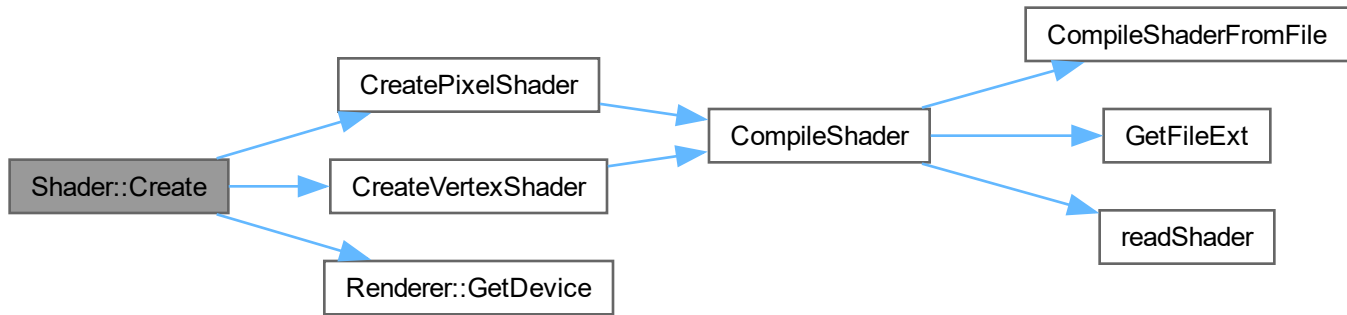 Shader::Create
CreatePixelShader
CreateVertexShader
Renderer::GetDevice
CompileShader
CompileShaderFromFile
GetFileExt
readShader